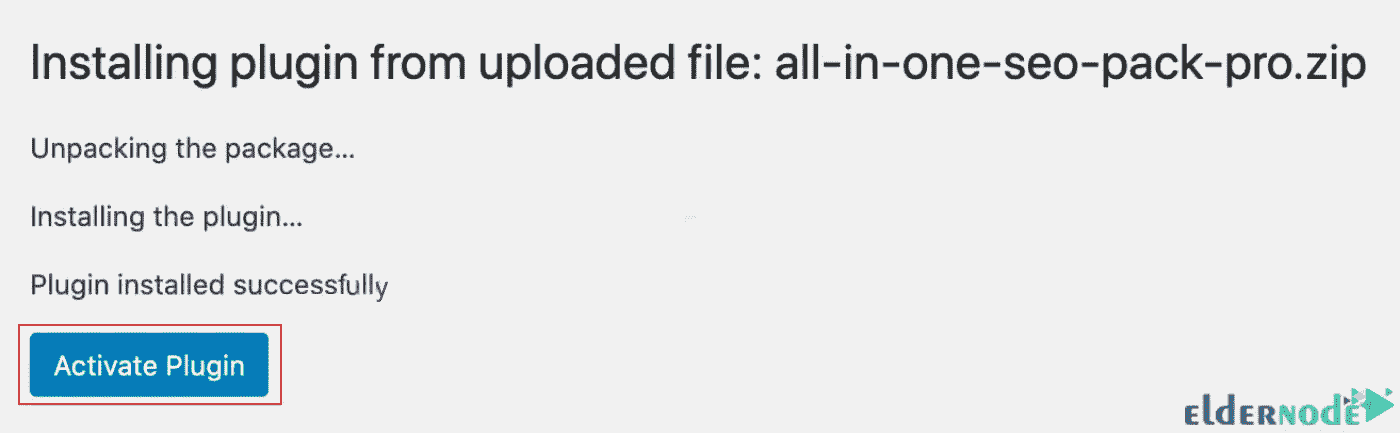 Installing plugin from uploaded file: all-in-one-seo-pack-pro.zip
Unpacking the package...
Installing the plugin...
Plugin installed successfully
Activate Plugin
ELDERNODE